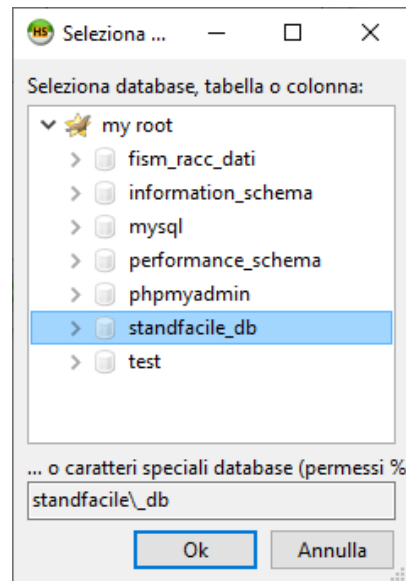 HS Seleziona ...
Seleziona database, tabella o colonna:
my root
fism_racc_dati
information_schema
mysql
performance_schema
phpmyadmin
standfacile_db
test
... o caratteri speciali database (permessi %
standfacile\_db
Ok Annulla